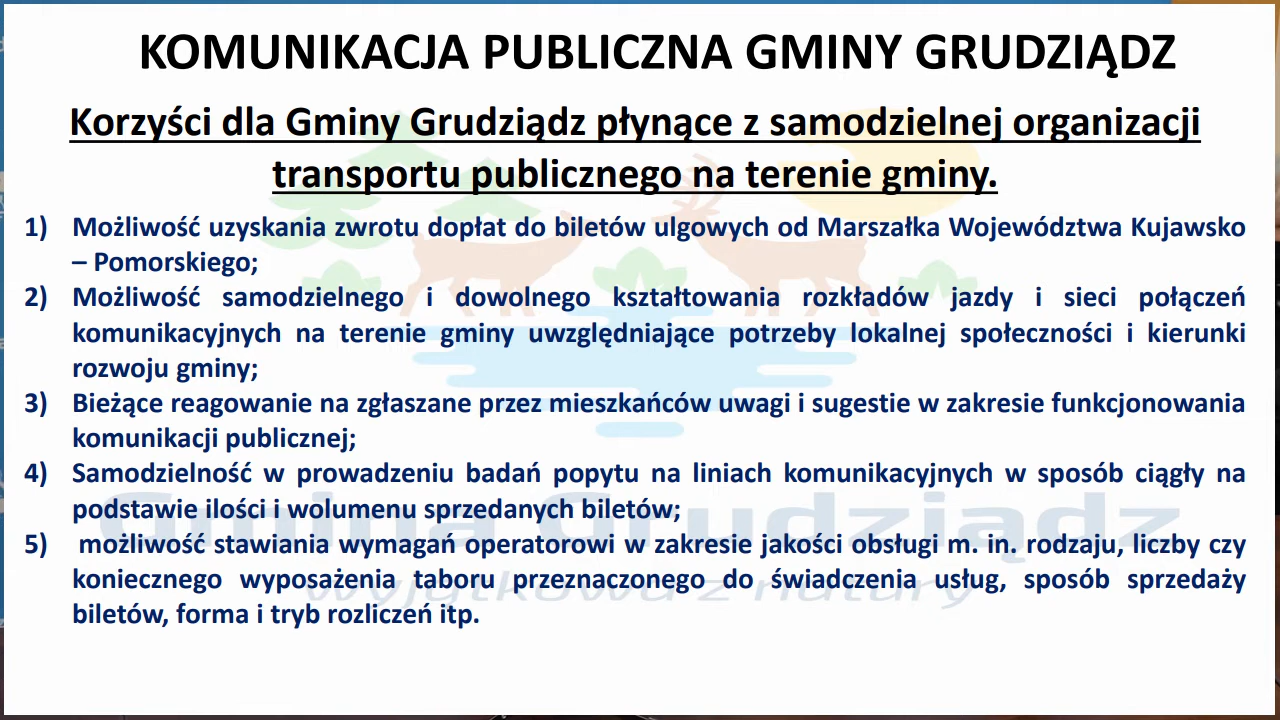 KOMUNIKACJA PUBLICZNA GMINY GRUDZIĄDZ
Korzyści dla Gminy Grudziądz płynące z samodzielnej organizacji
transportu publicznego na terenie gminy.
1) Możliwość uzyskania zwrotu dopłat do biletów ulgowych od Marszałka Województwa Kujawsko
– Pomorskiego;
2) Możliwość samodzielnego i dowolnego kształtowania rozkładów jazdy i sieci połączeń
komunikacyjnych na terenie gminy uwzględniające potrzeby lokalnej społeczności i kierunki
rozwoju gminy;
3) Bieżące reagowanie na zgłaszane przez mieszkańców uwagi i sugestie w zakresie funkcjonowania
komunikacji publicznej;
4) Samodzielność w prowadzeniu badań popytu na liniach komunikacyjnych w sposób ciągły na
podstawie ilości i wolumenu sprzedanych biletów;
Gmina Grudziądz
5) możliwość stawiania wymagań operatorowi w zakresie jakości obsługi m. in. rodzaju, liczby czy
koniecznego wyposażenia taboru przeznaczonego do świadczenia usług, sposób sprzedaży
wyjątkowa z natury
biletów, forma i tryb rozliczeń itp.